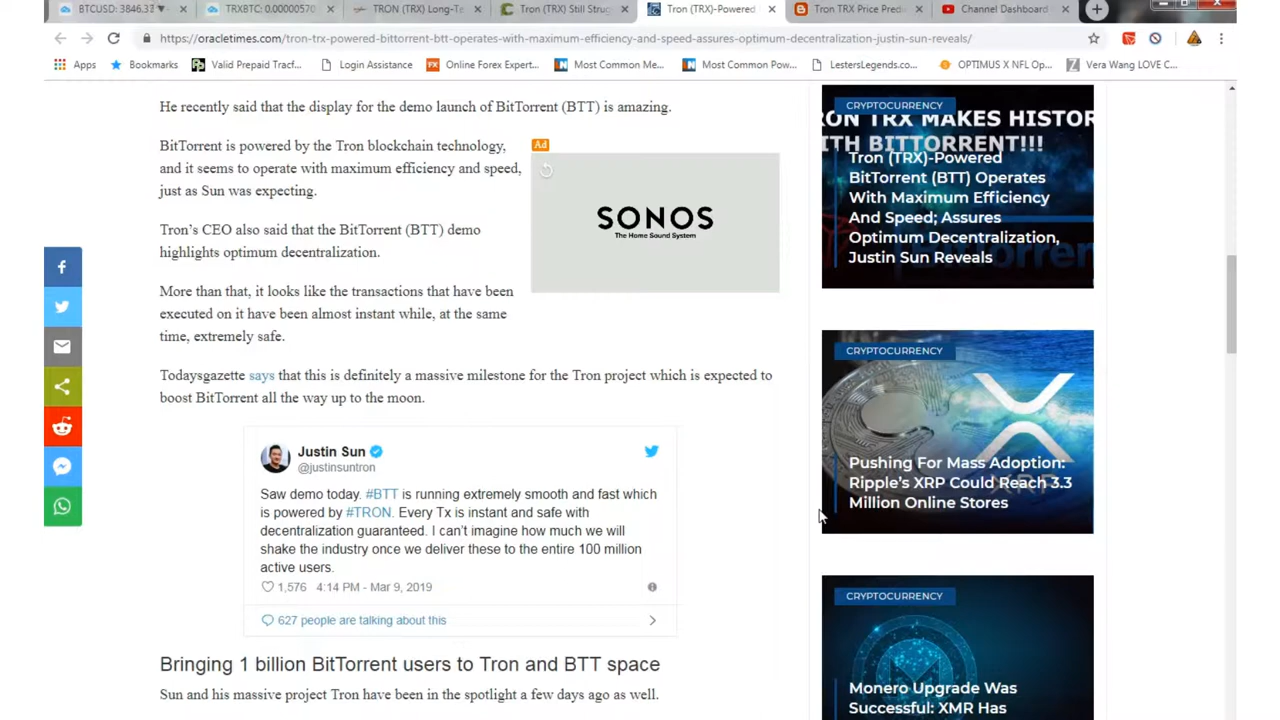 BTCUSD: 3846.33
TRXBTC: 0.00000570
TRON (TRX) Long-Te
Tron (TRX) Still Strug
Tron (TRX)-Powered
Tron TRX Price Predic
Channel Dashboard
https://oracletimes.com/tron-trx-powered-bittorrent-btt-operates-with-maximum-efficiency-and-speed-assures-optimum-decentralization-justin-sun-reveals/
Apps
Bookmarks
Valid Prepaid Tracf...
Login Assistance
FX
Online Forex Expert...
Most Common Me...
Most Common Pow...
LestersLegends.co...
OPTIMUS X NFL Op...
Vera Wang LOVE C...
He recently said that the display for the demo launch of BitTorrent (BTT) is amazing.
BitTorrent is powered by the Tron blockchain technology,
and it seems to operate with maximum efficiency and speed,
just as Sun was expecting.
Tron's CEO also said that the BitTorrent (BTT) demo
highlights optimum decentralization.
More than that, it looks like the transactions that have been
executed on it have been almost instant while, at the same
time, extremely safe.
Ad
SONOS
The Home Sound System
Todaysgazette says that this is definitely a massive milestone for the Tron project which is expected to
boost BitTorrent all the way up to the moon.
Justin Sun
@justinsuntron
Saw demo today. #BTT is running extremely smooth and fast which
is powered by #TRON. Every Tx is instant and safe with
decentralization guaranteed. I can't imagine how much we will
shake the industry once we deliver these to the entire 100 million
active users.
1,576 4:14 PM - Mar 9, 2019
627 people are talking about this
Bringing 1 billion BitTorrent users to Tron and BTT space
Sun and his massive project Tron have been in the spotlight a few days ago as well.
CRYPTOCURRENCY
RON TRX MAKES HISTOR
ITH BITTORRENT!!!
Tron (TRX)-Powered
BitTorrent (BTT) Operates
With Maximum Efficiency
And Speed; Assures
Optimum Decentralization,
Justin Sun Reveals
CRYPTOCURRENCY
XRP
Pushing For Mass Adoption:
Ripple's XRP Could Reach 3.3
Million Online Stores
CRYPTOCURRENCY
Monero Upgrade Was
Successful: XMR Has